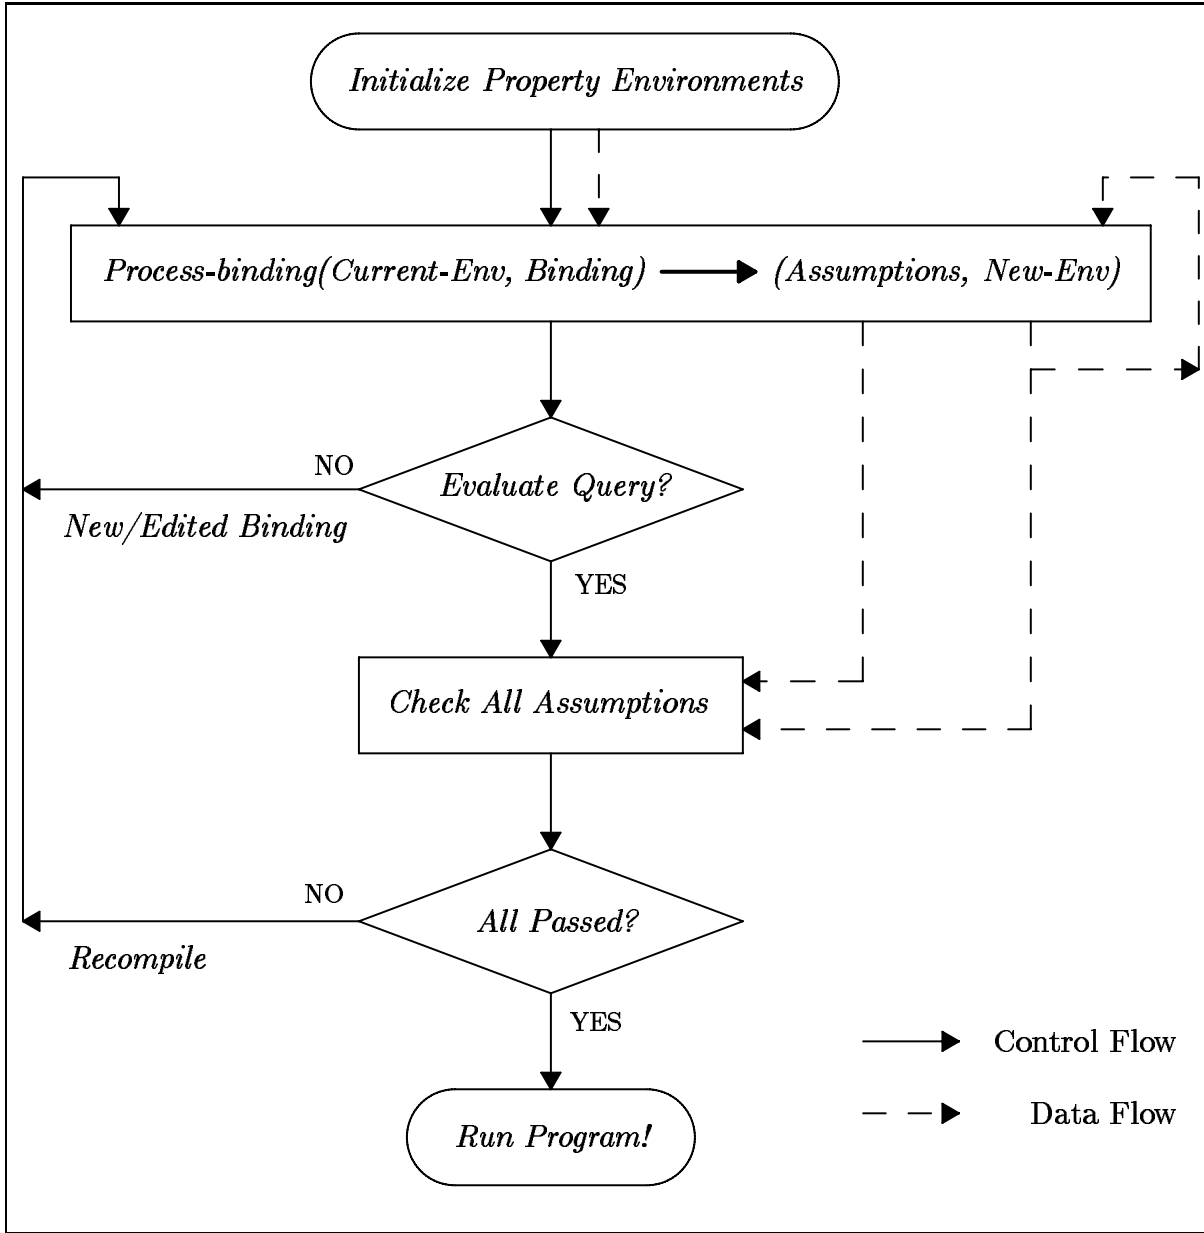 Initialize Property Environments
Process-binding(Current-Env, Binding) (Assumptions, New-Env)
NO
Evaluate Query?
New/Edited Binding
YES
Check All Assumptions
NO
All Passed?
Recompile
YES
Control Flow
Data Flow
Run Program!